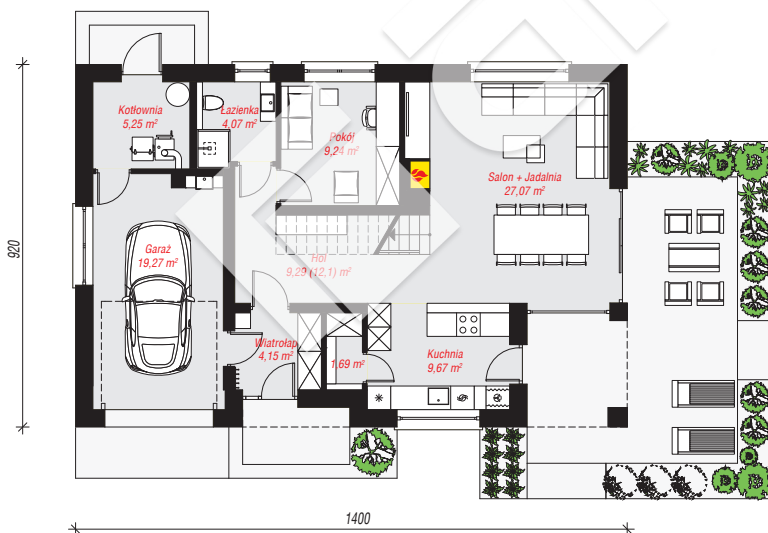 Kotłownia
5,25 m²
Łazienka
4,07 m²
Pokój
9,24 m²
Salon + Jadalnia
27,07 m²
Garaż
19,27 m²
Hol
9,29 (12,1) m²
Wiatrołap
4,15 m²
1,69 m²
Kuchnia
9,67 m²
920
1400